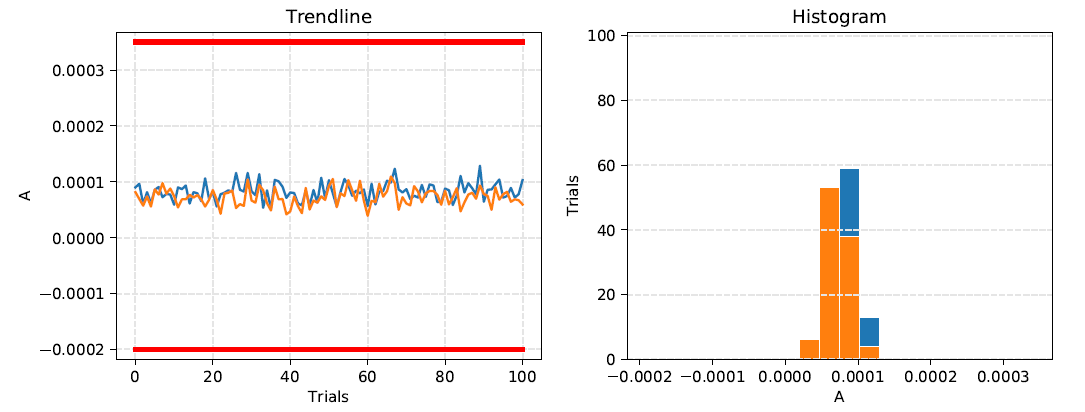 Trendline
0.0003
0.0002
0.0001
0.0000
−0.0001
−0.0002
A
0 20 40 60 80 100
Trials
Histogram
100
80
60
40
20
0
Trials
−0.0002 −0.0001 0.0000 0.0001 0.0002 0.0003
A